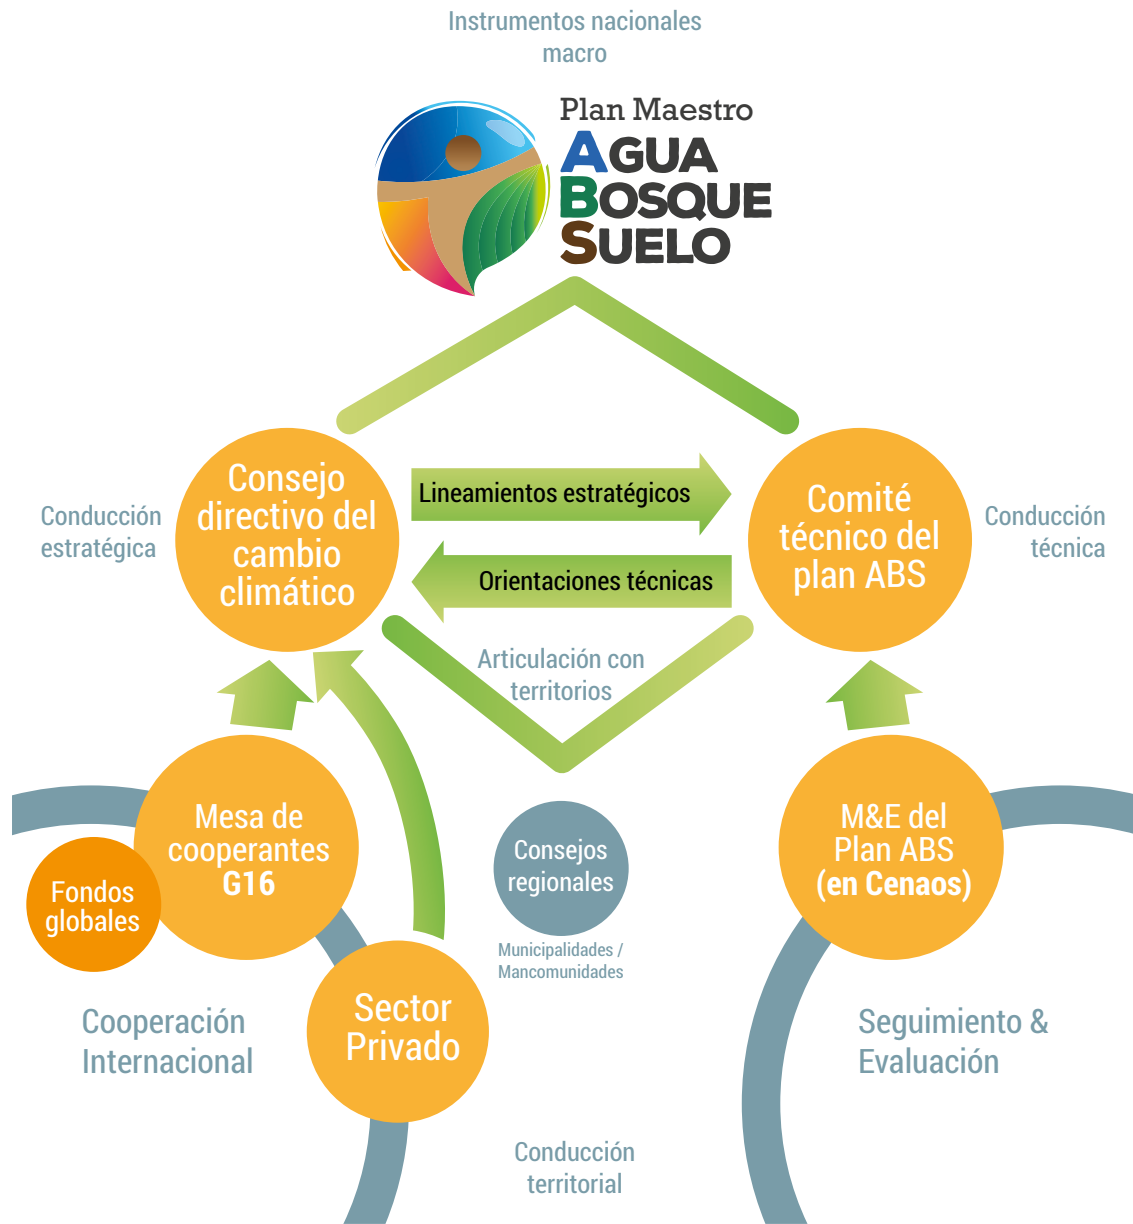 Instrumentos nacionales
macro
Plan Maestro
AGUA
BOSQUE
SUELO
Consejo
directivo del
cambio
climático
Conducción
estratégica
Lineamientos estratégicos
Orientaciones técnicas
Comité
técnico del
plan ABS
Conducción
técnica
Articulación con
territorios
Mesa de
cooperantes
G16
Fondos
globales
Consejos
regionales
Municipalidades /
Mancomunidades
M&E del
Plan ABS
(en Cenaos)
Sector
Privado
Cooperación
Internacional
Seguimiento &
Evaluación
Conducción
territorial